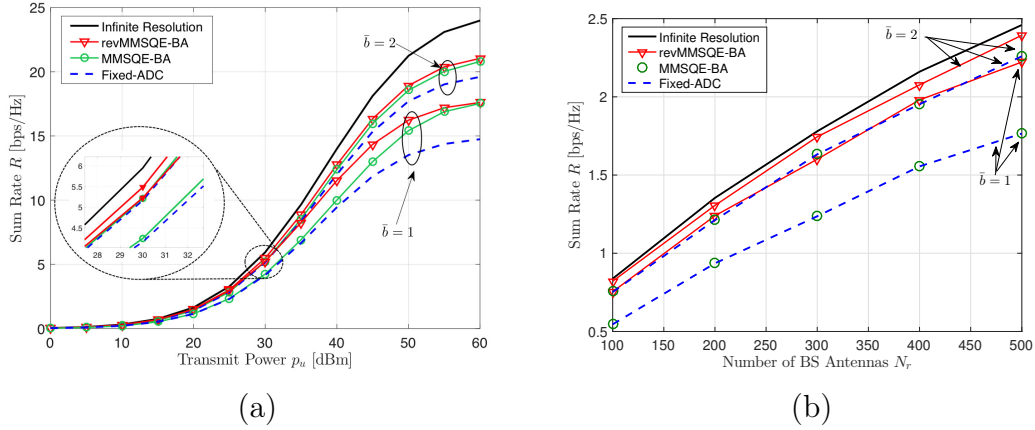 Infinite Resolution
revMMSQE-BA
MMSQE-BA
Fixed-ADC
b̄ = 2
b̄ = 1
25
20
15
10
5
0
Sum Rate R [bps/Hz]
6
5.5
5
4.5
28 29 30 31 32
0 10 20 30 40 50 60
Transmit Power p_u [dBm]
(a)
Infinite Resolution
revMMSQE-BA
MMSQE-BA
Fixed-ADC
b̄ = 2
b̄ = 1
2.5
2
1.5
1
0.5
Sum Rate R [bps/Hz]
100 150 200 250 300 350 400 450 500
Number of BS Antennas N_r
(b)